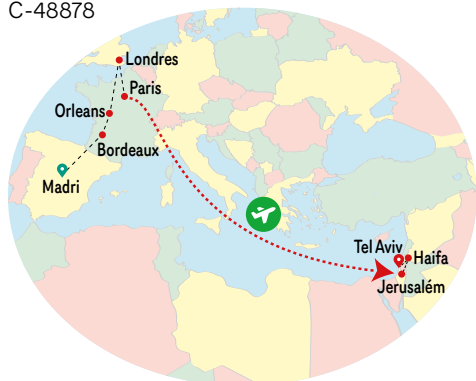 C-48878
Londres
Paris
Orleans
Bordeaux
Madri
Tel Aviv
Haifa
Jerusalém